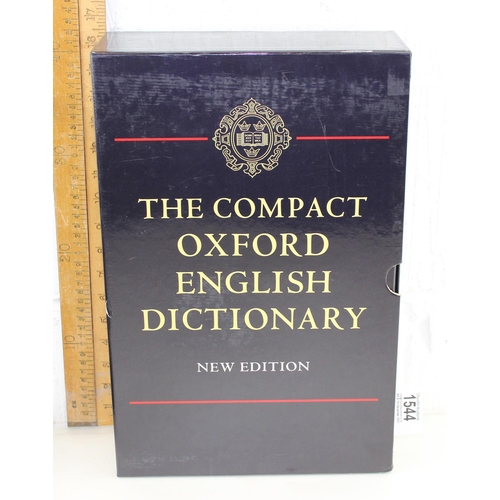 THE COMPACT
OXFORD
ENGLISH
DICTIONARY
NEW EDITION
1544